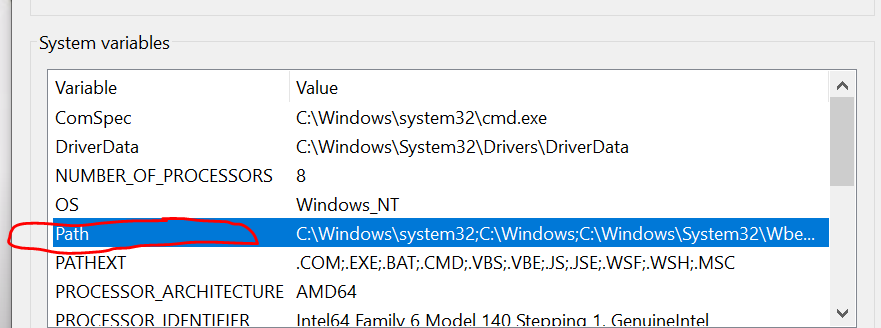 System variables
Variable Value
ComSpec C:\Windows\system32\cmd.exe
DriverData C:\Windows\System32\Drivers\DriverData
NUMBER_OF_PROCESSORS 8
OS Windows_NT
Path C:\Windows\system32;C:\Windows;C:\Windows\System32\Wbe...
PATHEXT .COM;.EXE;.BAT;.CMD;.VBS;.VBE;.JS;.JSE;.WSF;.WSH;.MSC
PROCESSOR_ARCHITECTURE AMD64
PROCESSOR_IDENTIFIER Intel64 Family 6 Model 140 Stepping 1, GenuineIntel